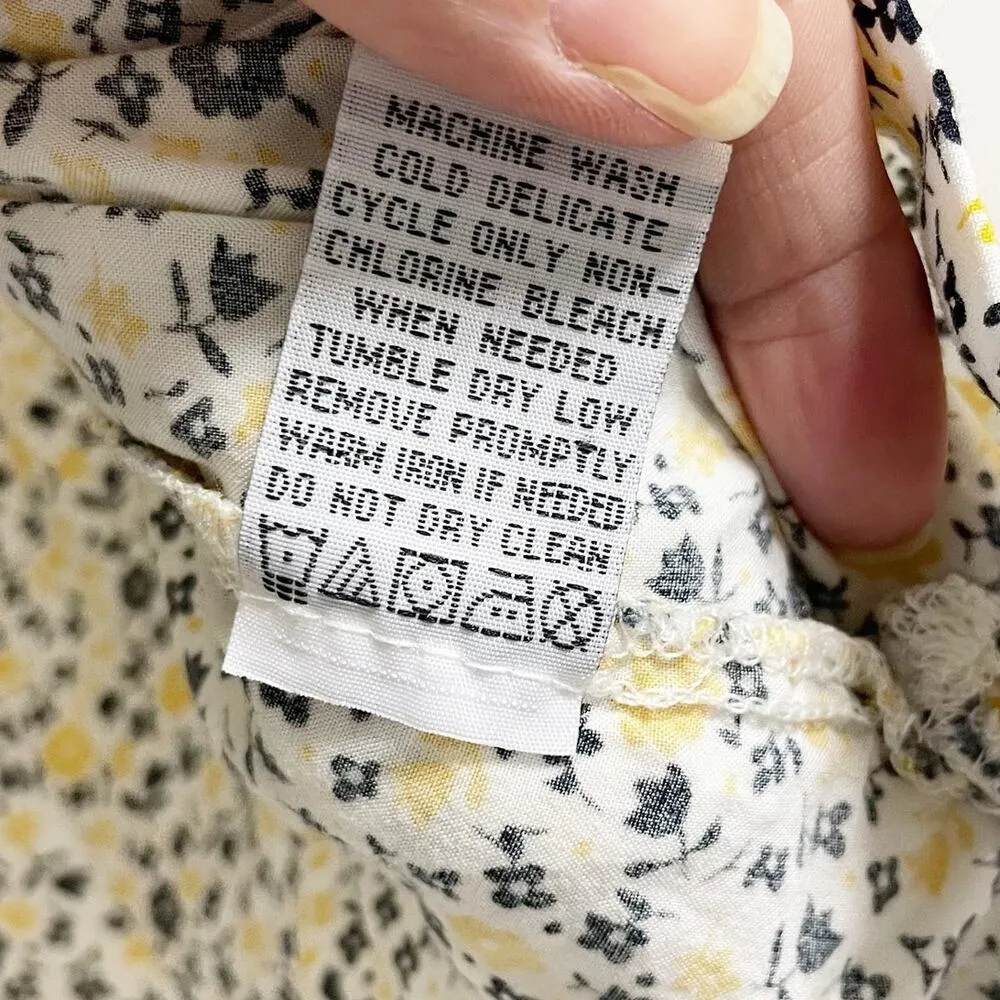 MACHINE WASH
COLD DELICATE
CYCLE ONLY NON-
CHLORINE BLEACH
WHEN NEEDED
TUMBLE DRY LOW
REMOVE PROMPTLY
WARM IRON IF NEEDED
DO NOT DRY CLEAN